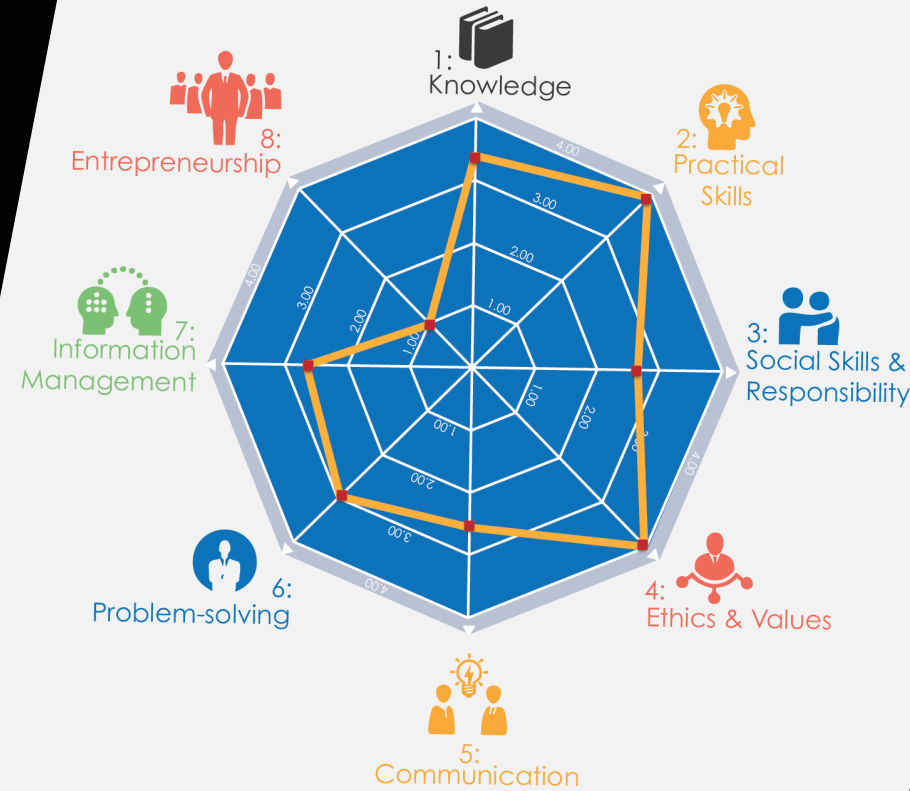 1:
Knowledge
2:
Practical
Skills
3:
Social Skills &
Responsibility
4:
Ethics & Values
5:
Communication
6:
Problem-solving
7:
Information
Management
8:
Entrepreneurship
4.00
3.00
2.00
1.00
1.00
2.00
4.00
1.00
2.00
3.00
4.00
1.00
2.00
3.00
4.00